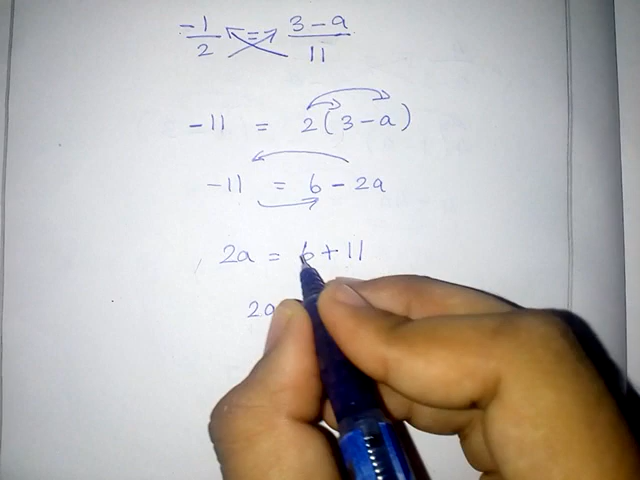 -1/2 = (3-a)/11
-11 = 2(3-a)
-11 = 6-2a
2a = 6+11
2a